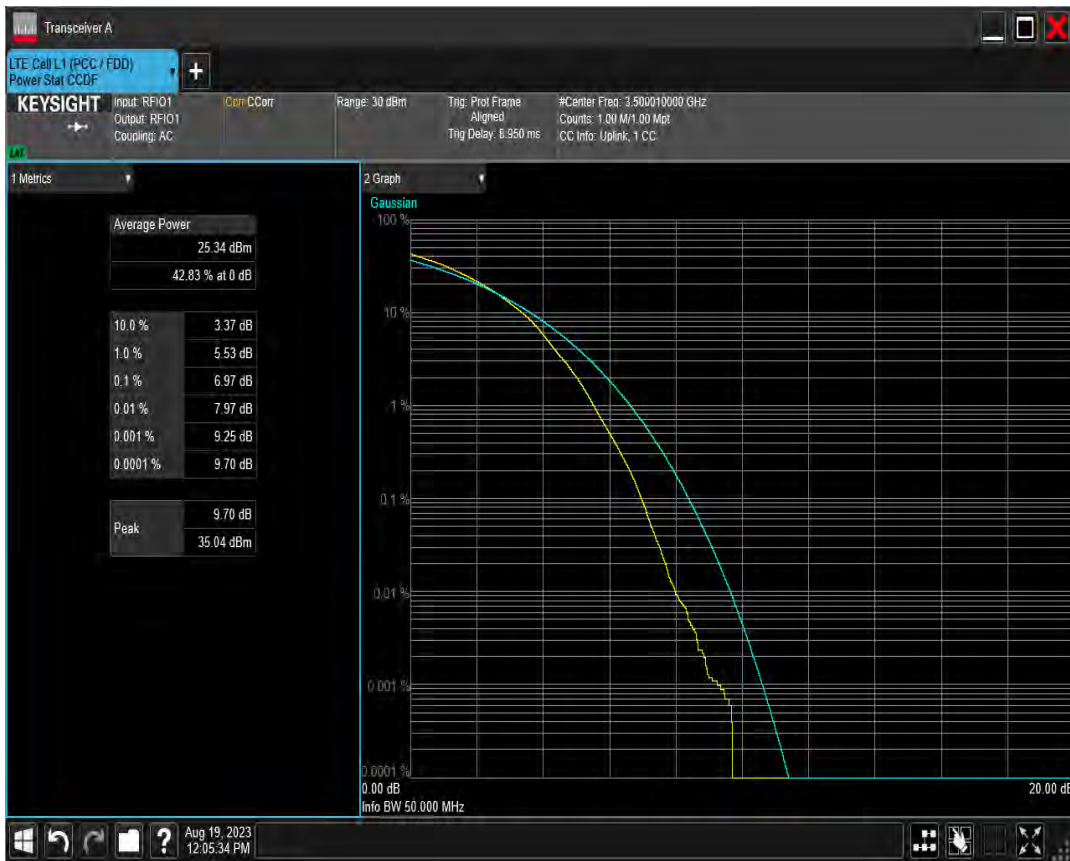 Transceiver A
LTE Cell L1 (PCC / FDD)
Power Stat CCDF
KEYSIGHT
Input: RFIO1
Output: RFIO1
Coupling: AC
Corr CCorr
Range: 30 dBm
Trig: Prot Frame
Aligned
Trig Delay: 8.950 ms
#Center Freq: 3.500010000 GHz
Counts: 1.00 M/1.00 Mpt
CC Info: Uplink, 1 CC
LXI
1 Metrics
Average Power
25.34 dBm
42.83 % at 0 dB
10.0 % 3.37 dB
1.0 % 5.53 dB
0.1 % 6.97 dB
0.01 % 7.97 dB
0.001 % 9.25 dB
0.0001 % 9.70 dB
Peak
9.70 dB
35.04 dBm
2 Graph
Gaussian
100 %
10 %
1 %
0.1 %
0.01 %
0.001 %
0.0001 %
0.00 dB
20.00 dB
Info BW 50.000 MHz
?
Aug 19, 2023
12:05:34 PM